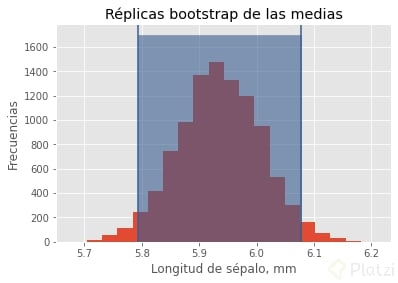 Réplicas bootstrap de las medias
1600
1400
1200
1000
800
600
400
200
0
Frecuencias
5.7 5.8 5.9 6.0 6.1 6.2
Longitud de sépalo, mm
Platzi